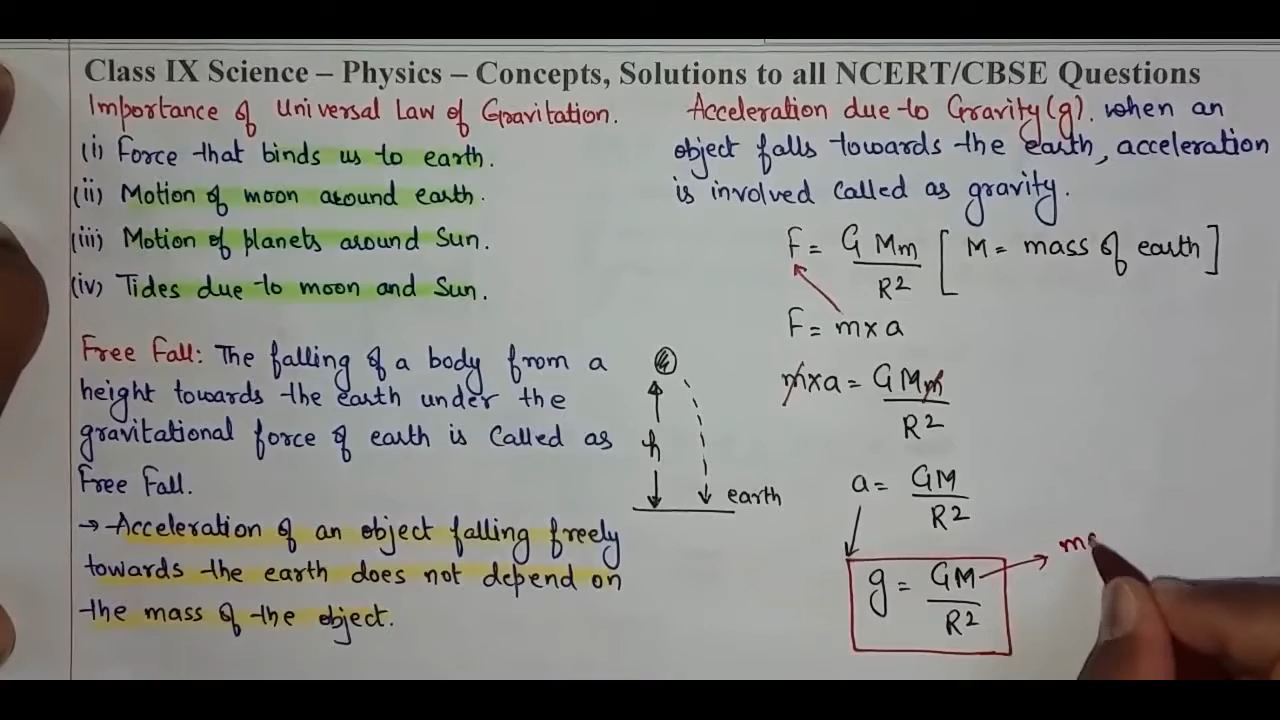 Class IX Science – Physics – Concepts, Solutions to all NCERT/CBSE Questions
Importance of Universal Law of Gravitation.
(i) Force that binds us to earth.
(ii) Motion of moon around earth.
(iii) Motion of planets around Sun.
(iv) Tides due to moon and Sun.
Free Fall: The falling of a body from a
height towards the earth under the
gravitational force of earth is called as
Free Fall.
→ Acceleration of an object falling freely
towards the earth does not depend on
the mass of the object.
h
earth
Acceleration due to Gravity (g). when an
object falls towards the earth, acceleration
is involved called as gravity.
F = GMm/R² [M = mass of earth]
F = m×a
m×a = GMm/R²
a = GM/R²
g = GM/R² → ma